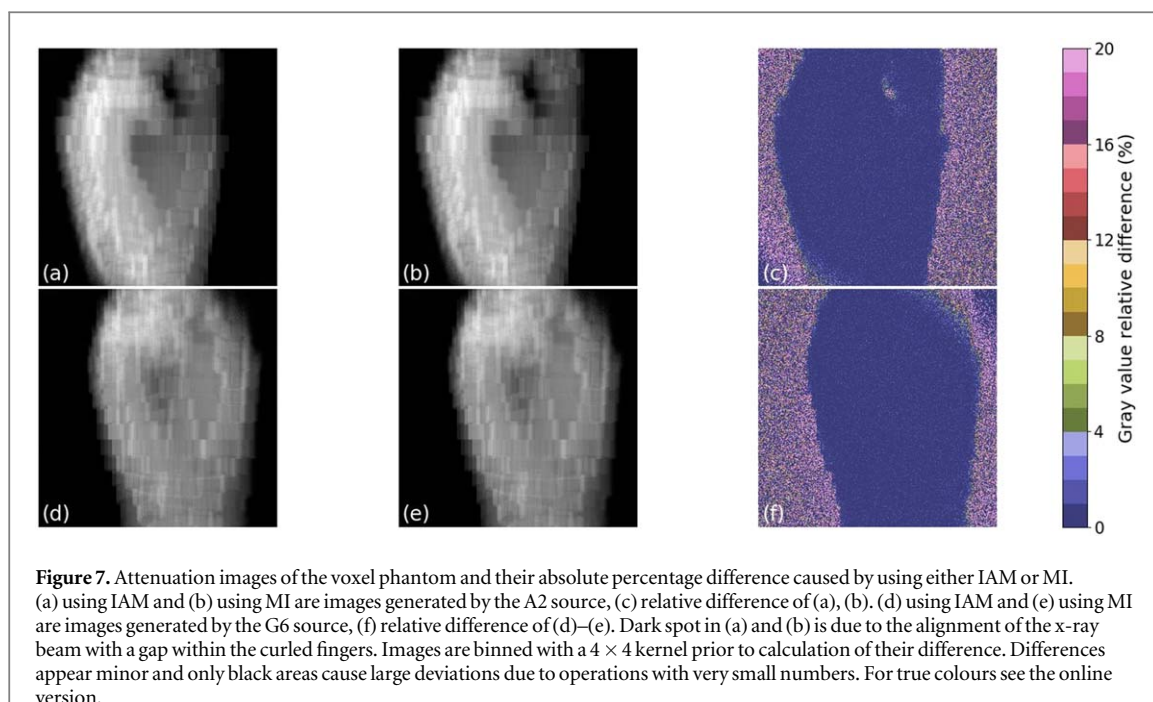 20
16
12
8
4
0
Gray value relative difference (%)
(a)
(b)
(c)
(d)
(e)
(f)
Figure 7. Attenuation images of the voxel phantom and their absolute percentage difference caused by using either IAM or MI.
(a) using IAM and (b) using MI are images generated by the A2 source, (c) relative difference of (a), (b). (d) using IAM and (e) using MI
are images generated by the G6 source, (f) relative difference of (d)–(e). Dark spot in (a) and (b) is due to the alignment of the x-ray
beam with a gap within the curled fingers. Images are binned with a 4 × 4 kernel prior to calculation of their difference. Differences
appear minor and only black areas cause large deviations due to operations with very small numbers. For true colours see the online
version.